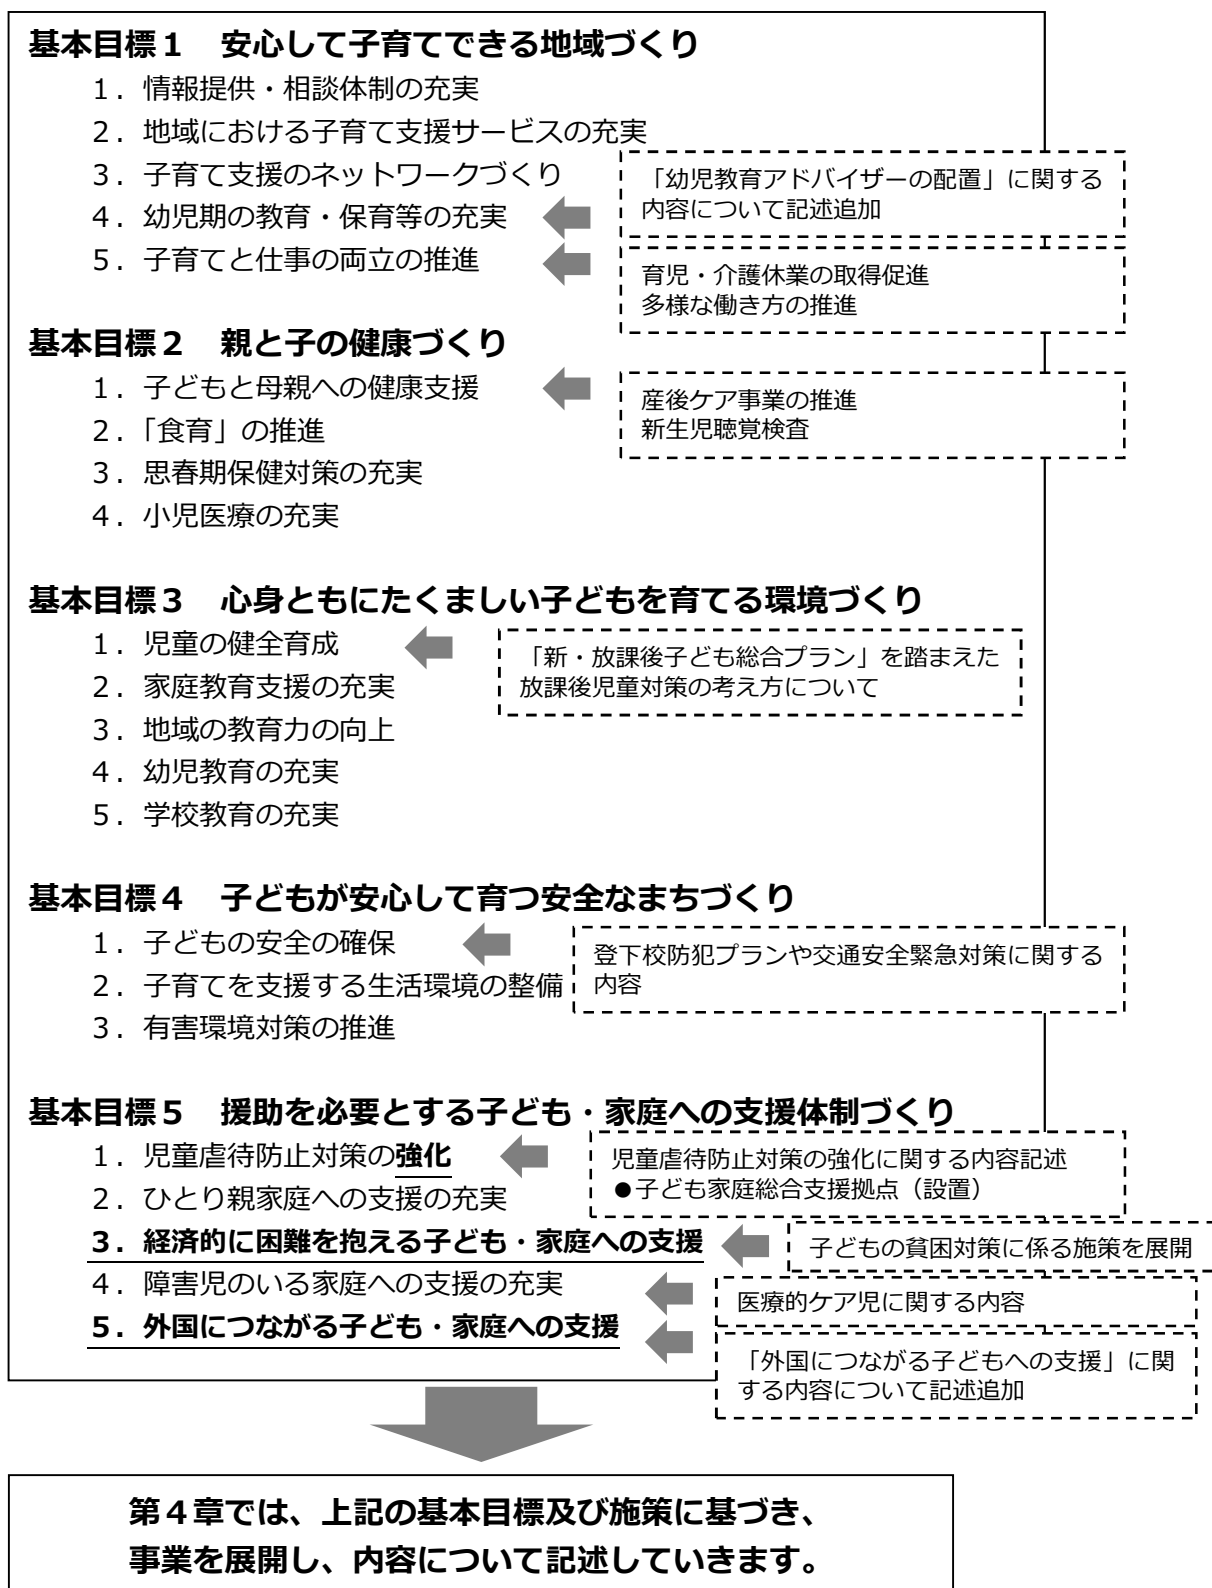 基本目標１　安心して子育てできる地域づくり
１．情報提供・相談体制の充実
２．地域における子育て支援サービスの充実
３．子育て支援のネットワークづくり
「幼児教育アドバイザーの配置」に関する
内容について記述追加
４．幼児期の教育・保育等の充実
５．子育てと仕事の両立の推進
育児・介護休業の取得促進
多様な働き方の推進
基本目標２　親と子の健康づくり
１．子どもと母親への健康支援
産後ケア事業の推進
新生児聴覚検査
２．「食育」の推進
３．思春期保健対策の充実
４．小児医療の充実
基本目標３　心身ともにたくましい子どもを育てる環境づくり
１．児童の健全育成
「新・放課後子ども総合プラン」を踏まえた
放課後児童対策の考え方について
２．家庭教育支援の充実
３．地域の教育力の向上
４．幼児教育の充実
５．学校教育の充実
基本目標４　子どもが安心して育つ安全なまちづくり
１．子どもの安全の確保
登下校防犯プランや交通安全緊急対策に関する
内容
２．子育てを支援する生活環境の整備
３．有害環境対策の推進
基本目標５　援助を必要とする子ども・家庭への支援体制づくり
１．児童虐待防止対策の強化
児童虐待防止対策の強化に関する内容記述
●子ども家庭総合支援拠点（設置）
２．ひとり親家庭への支援の充実
３．経済的に困難を抱える子ども・家庭への支援
子どもの貧困対策に係る施策を展開
４．障害児のいる家庭への支援の充実
医療的ケア児に関する内容
５．外国につながる子ども・家庭への支援
「外国につながる子どもへの支援」に関
する内容について記述追加
第４章では、上記の基本目標及び施策に基づき、
事業を展開し、内容について記述していきます。